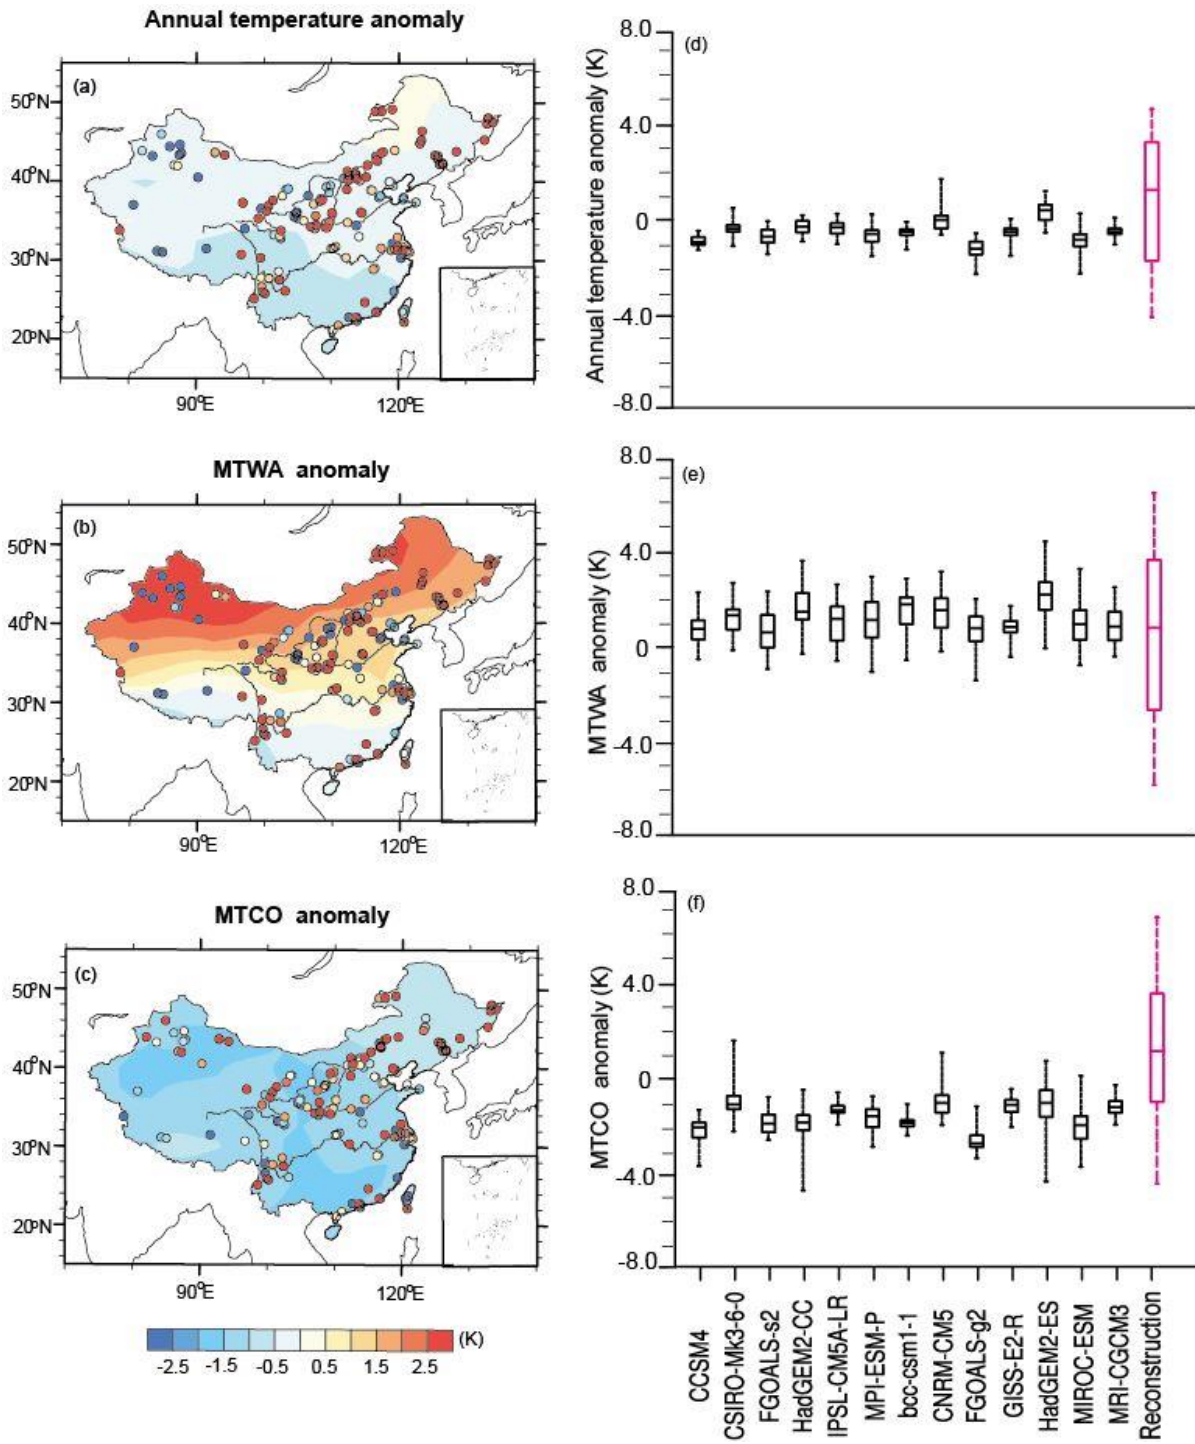 Annual temperature anomaly
(a)
50°N
40°N
30°N
20°N
90°E
120°E
MTWA anomaly
(b)
50°N
40°N
30°N
20°N
90°E
120°E
MTCO anomaly
(c)
50°N
40°N
30°N
20°N
90°E
120°E
-2.5
-1.5
-0.5
0.5
1.5
2.5
(K)
(d)
Annual temperature anomaly (K)
8.0
4.0
0
-4.0
-8.0
(e)
MTWA anomaly (K)
8.0
4.0
0
-4.0
-8.0
(f)
MTCO anomaly (K)
8.0
4.0
0
-4.0
-8.0
CCSM4
CSIRO-Mk3-6-0
FGOALS-s2
HadGEM2-CC
IPSL-CM5A-LR
MPI-ESM-P
bcc-csm1-1
CNRM-CM5
FGOALS-g2
GISS-E2-R
HadGEM2-ES
MIROC-ESM
MRI-CGCM3
Reconstruction